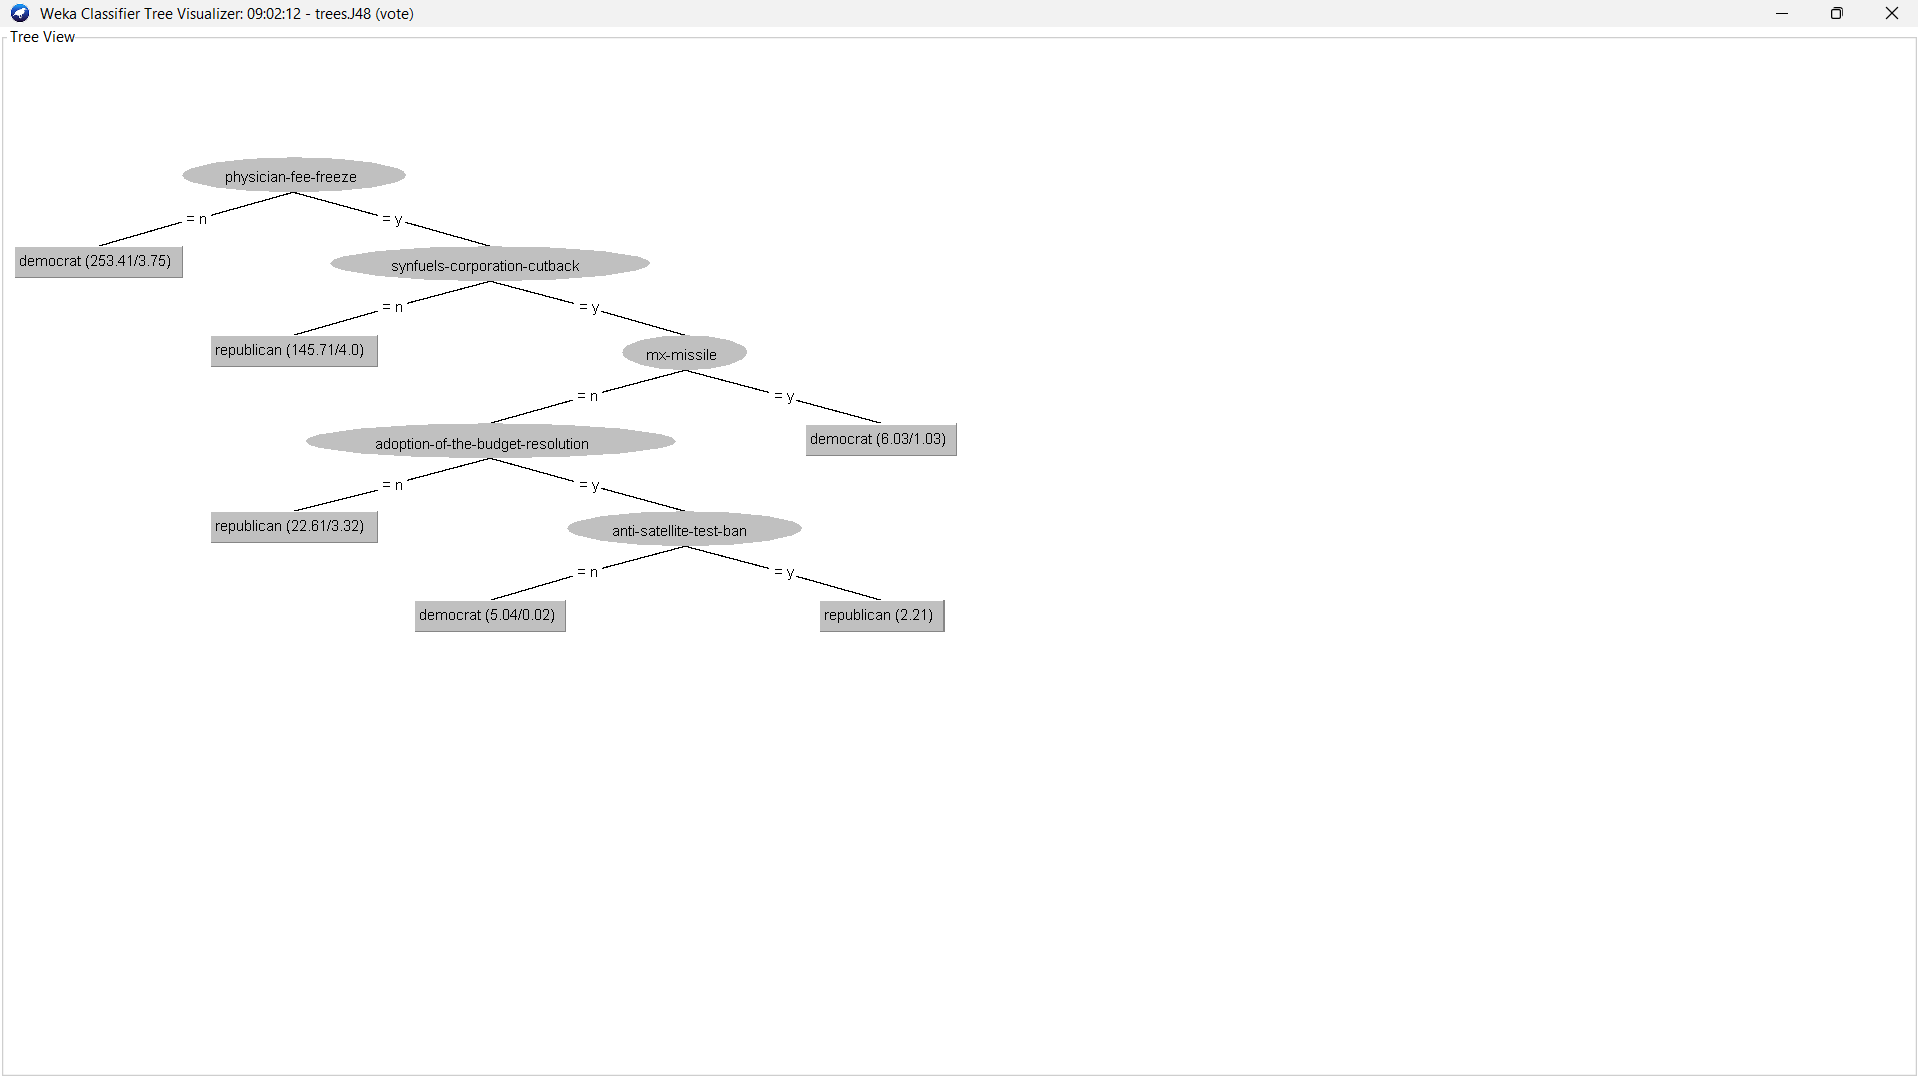 Weka Classifier Tree Visualizer: 09:02:12 - trees.J48 (vote)
Tree View
physician-fee-freeze
= n
= y
democrat (253.41/3.75)
synfuels-corporation-cutback
= n
= y
republican (145.71/4.0)
mx-missile
= n
= y
adoption-of-the-budget-resolution
democrat (6.03/1.03)
= n
= y
republican (22.61/3.32)
anti-satellite-test-ban
= n
= y
democrat (5.04/0.02)
republican (2.21)